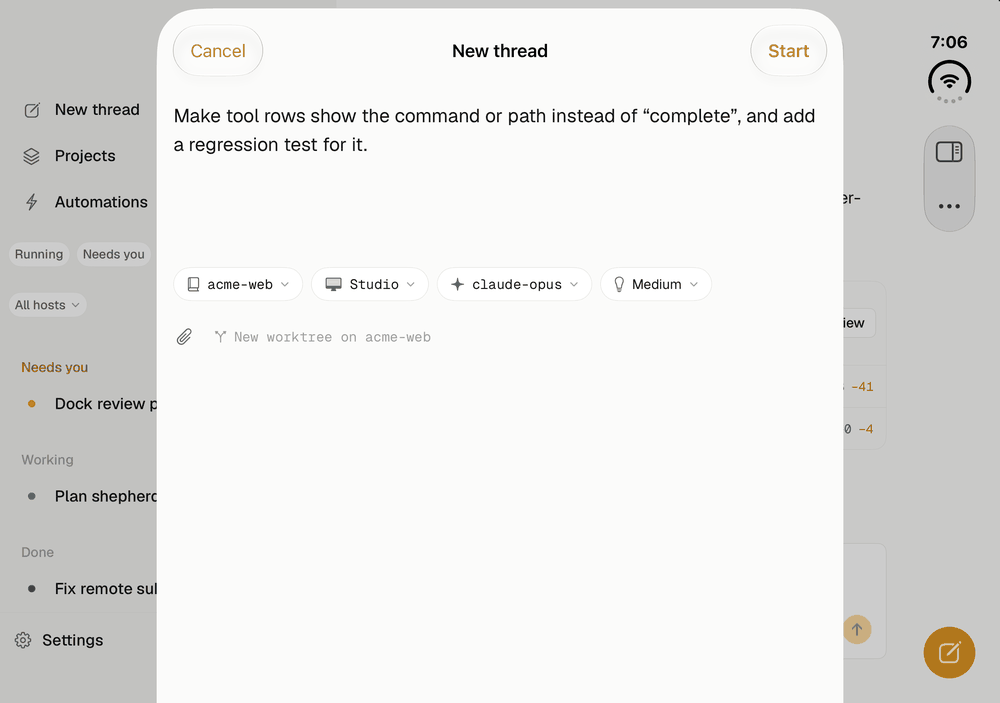 Cancel
New thread
Start
7:06
Make tool rows show the command or path instead of “complete”, and add
a regression test for it.
New thread
Projects
Automations
Running
Needs you
All hosts
Needs you
Dock review p
Working
Plan shepherd
Done
Fix remote sul
Settings
acme-web
Studio
claude-opus
Medium
New worktree on acme-web
er-
iew
-41
0 -4